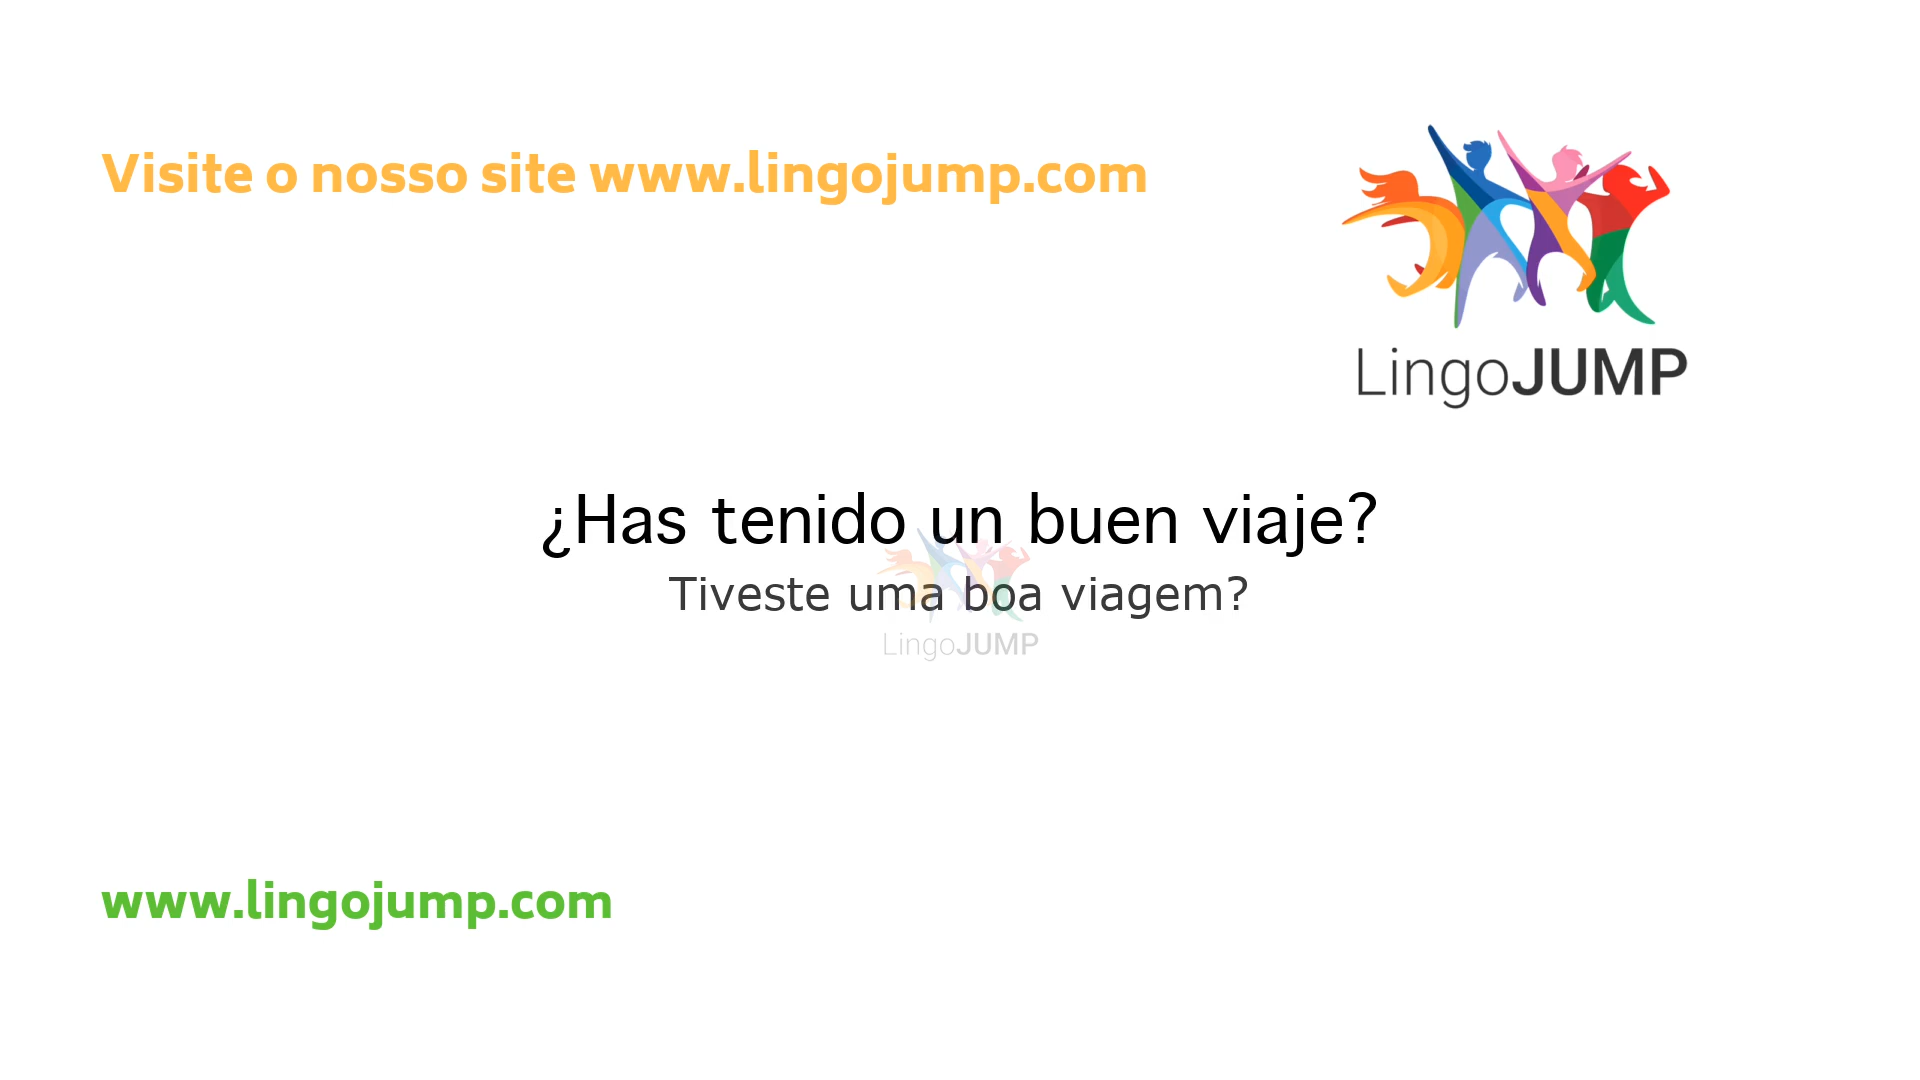 Visite o nosso site www.lingojump.com
LingoJUMP
¿Has tenido un buen viaje?
Tiveste uma boa viagem?
LingoJUMP
www.lingojump.com